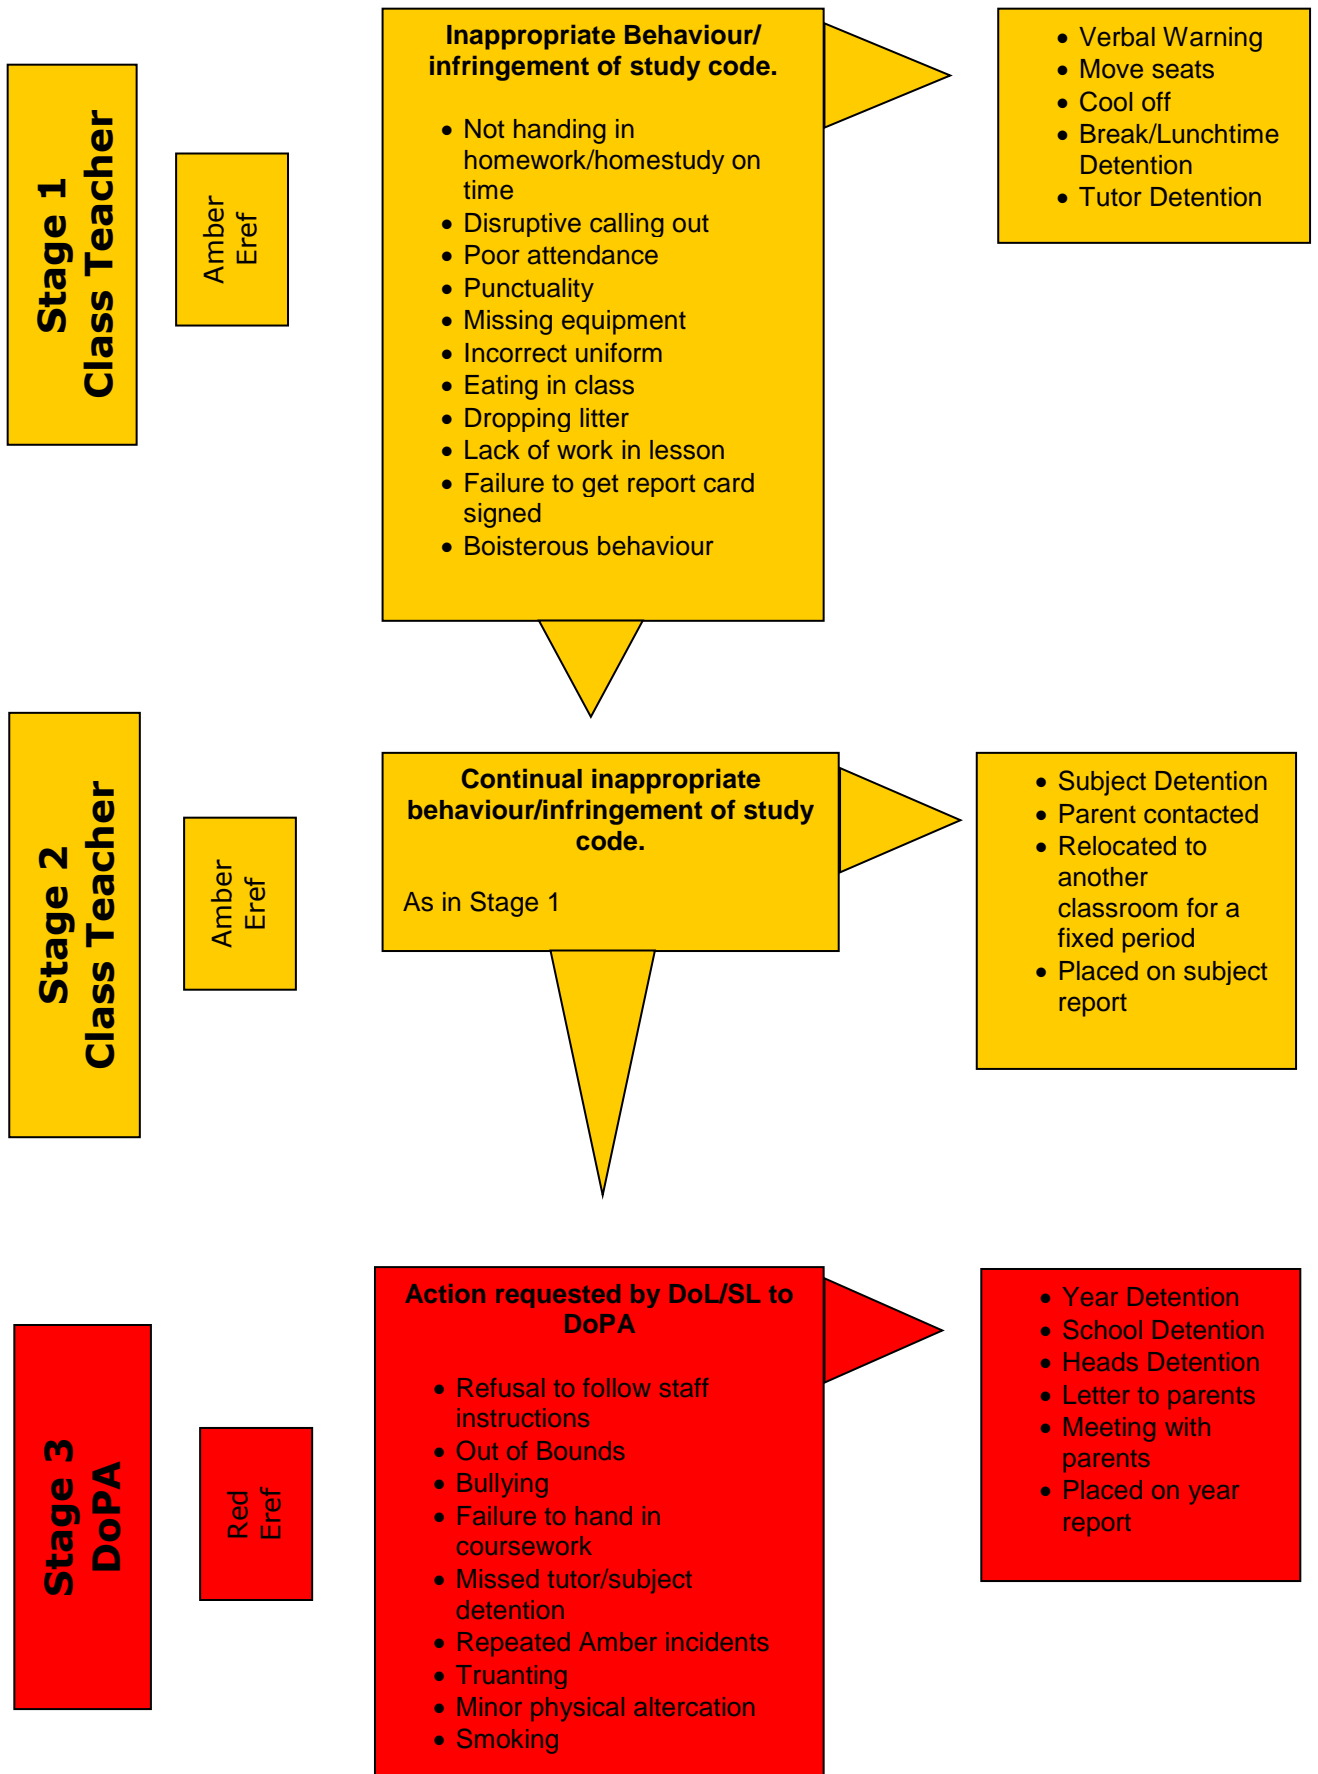 Stage 1
Class Teacher
Amber
Eref
Inappropriate Behaviour/
infringement of study code.
• Not handing in
homework/homestudy on
time
• Disruptive calling out
• Poor attendance
• Punctuality
• Missing equipment
• Incorrect uniform
• Eating in class
• Dropping litter
• Lack of work in lesson
• Failure to get report card
signed
• Boisterous behaviour
• Verbal Warning
• Move seats
• Cool off
• Break/Lunchtime
Detention
• Tutor Detention
Stage 2
Class Teacher
Amber
Eref
Continual inappropriate
behaviour/infringement of study
code.
As in Stage 1
• Subject Detention
• Parent contacted
• Relocated to
another
classroom for a
fixed period
• Placed on subject
report
Stage 3
DoPA
Red
Eref
Action requested by DoL/SL to
DoPA
• Refusal to follow staff
instructions
• Out of Bounds
• Bullying
• Failure to hand in
coursework
• Missed tutor/subject
detention
• Repeated Amber incidents
• Truanting
• Minor physical altercation
• Smoking
• Year Detention
• School Detention
• Heads Detention
• Letter to parents
• Meeting with
parents
• Placed on year
report